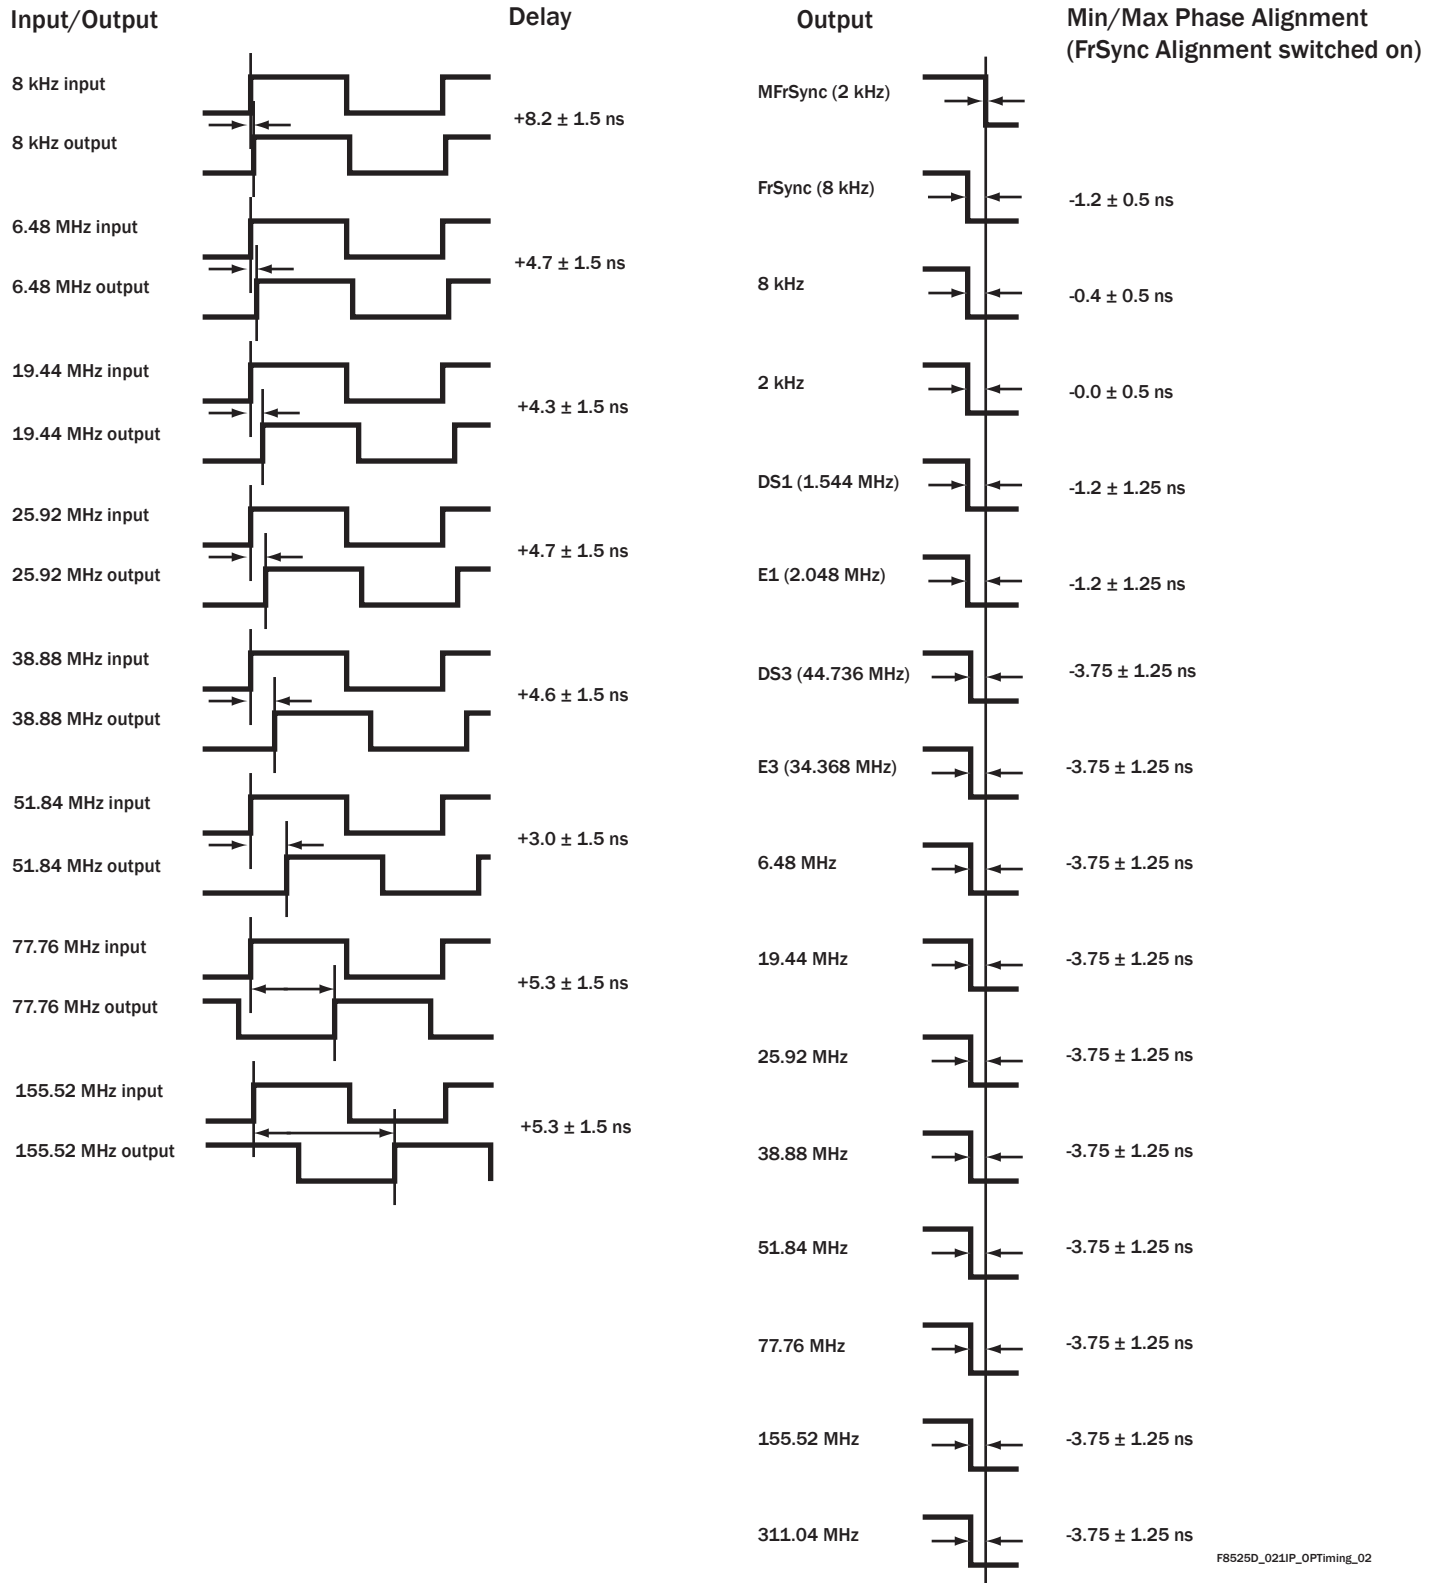 Input/Output
Delay
8 kHz input
8 kHz output
+8.2 ± 1.5 ns
6.48 MHz input
6.48 MHz output
+4.7 ± 1.5 ns
19.44 MHz input
19.44 MHz output
+4.3 ± 1.5 ns
25.92 MHz input
25.92 MHz output
+4.7 ± 1.5 ns
38.88 MHz input
38.88 MHz output
+4.6 ± 1.5 ns
51.84 MHz input
51.84 MHz output
+3.0 ± 1.5 ns
77.76 MHz input
77.76 MHz output
+5.3 ± 1.5 ns
155.52 MHz input
155.52 MHz output
+5.3 ± 1.5 ns
Output
Min/Max Phase Alignment
(FrSync Alignment switched on)
MFrSync (2 kHz)
FrSync (8 kHz)
-1.2 ± 0.5 ns
8 kHz
-0.4 ± 0.5 ns
2 kHz
-0.0 ± 0.5 ns
DS1 (1.544 MHz)
-1.2 ± 1.25 ns
E1 (2.048 MHz)
-1.2 ± 1.25 ns
DS3 (44.736 MHz)
-3.75 ± 1.25 ns
E3 (34.368 MHz)
-3.75 ± 1.25 ns
6.48 MHz
-3.75 ± 1.25 ns
19.44 MHz
-3.75 ± 1.25 ns
25.92 MHz
-3.75 ± 1.25 ns
38.88 MHz
-3.75 ± 1.25 ns
51.84 MHz
-3.75 ± 1.25 ns
77.76 MHz
-3.75 ± 1.25 ns
155.52 MHz
-3.75 ± 1.25 ns
311.04 MHz
-3.75 ± 1.25 ns
F8525D_021IP_OPTiming_02